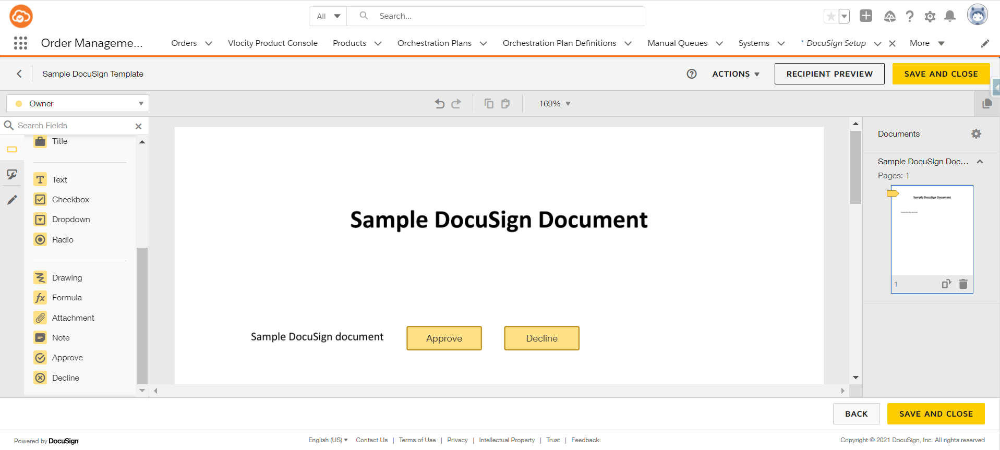 All Search...
Order Manageme... Orders Vlocity Product Console Products Orchestration Plans Orchestration Plan Definitions Manual Queues Systems * DocuSign Setup More
Sample DocuSign Template ACTIONS RECIPIENT PREVIEW SAVE AND CLOSE
Owner 169%
Search Fields
Title
Text
Checkbox
Dropdown
Radio
Drawing
Formula
Attachment
Note
Approve
Decline
Sample DocuSign Document
Sample DocuSign document Approve Decline
Documents
Sample DocuSign Doc...
Pages: 1
Sample DocuSign Document
Sample DocuSign document
1
BACK SAVE AND CLOSE
Powered by DocuSign English (US) Contact Us | Terms of Use | Privacy | Intellectual Property | Trust | Feedback Copyright © 2021 DocuSign, Inc. All rights reserved